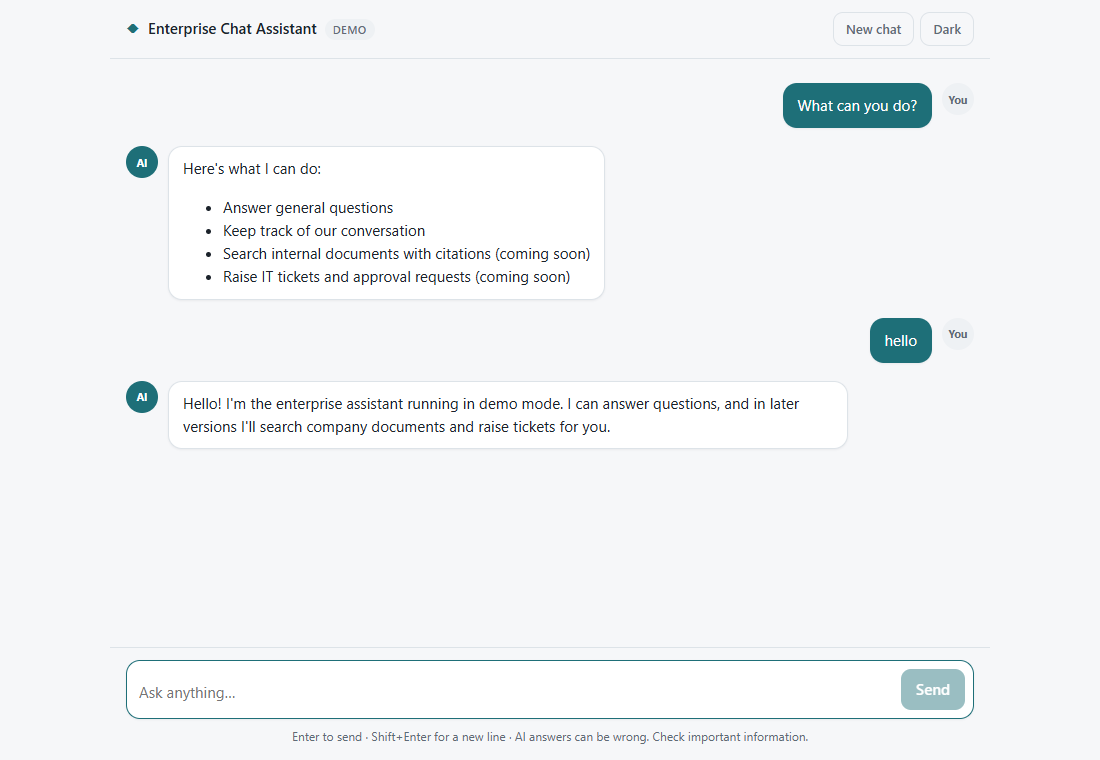 Enterprise Chat Assistant DEMO New chat Dark
What can you do? You
AI Here's what I can do:
• Answer general questions
• Keep track of our conversation
• Search internal documents with citations (coming soon)
• Raise IT tickets and approval requests (coming soon)
hello You
AI Hello! I'm the enterprise assistant running in demo mode. I can answer questions, and in later
versions I'll search company documents and raise tickets for you.
Ask anything... Send
Enter to send · Shift+Enter for a new line · AI answers can be wrong. Check important information.